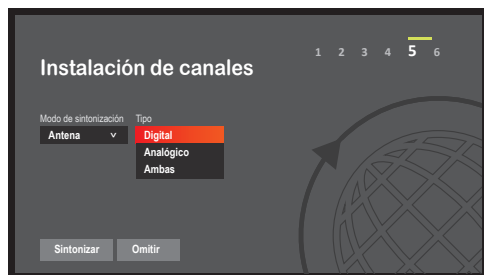 1 2 3 4 5 6
Instalación de canales
Modo de sintonización Tipo
Antena Digital
Analógico
Ambas
Sintonizar Omitir